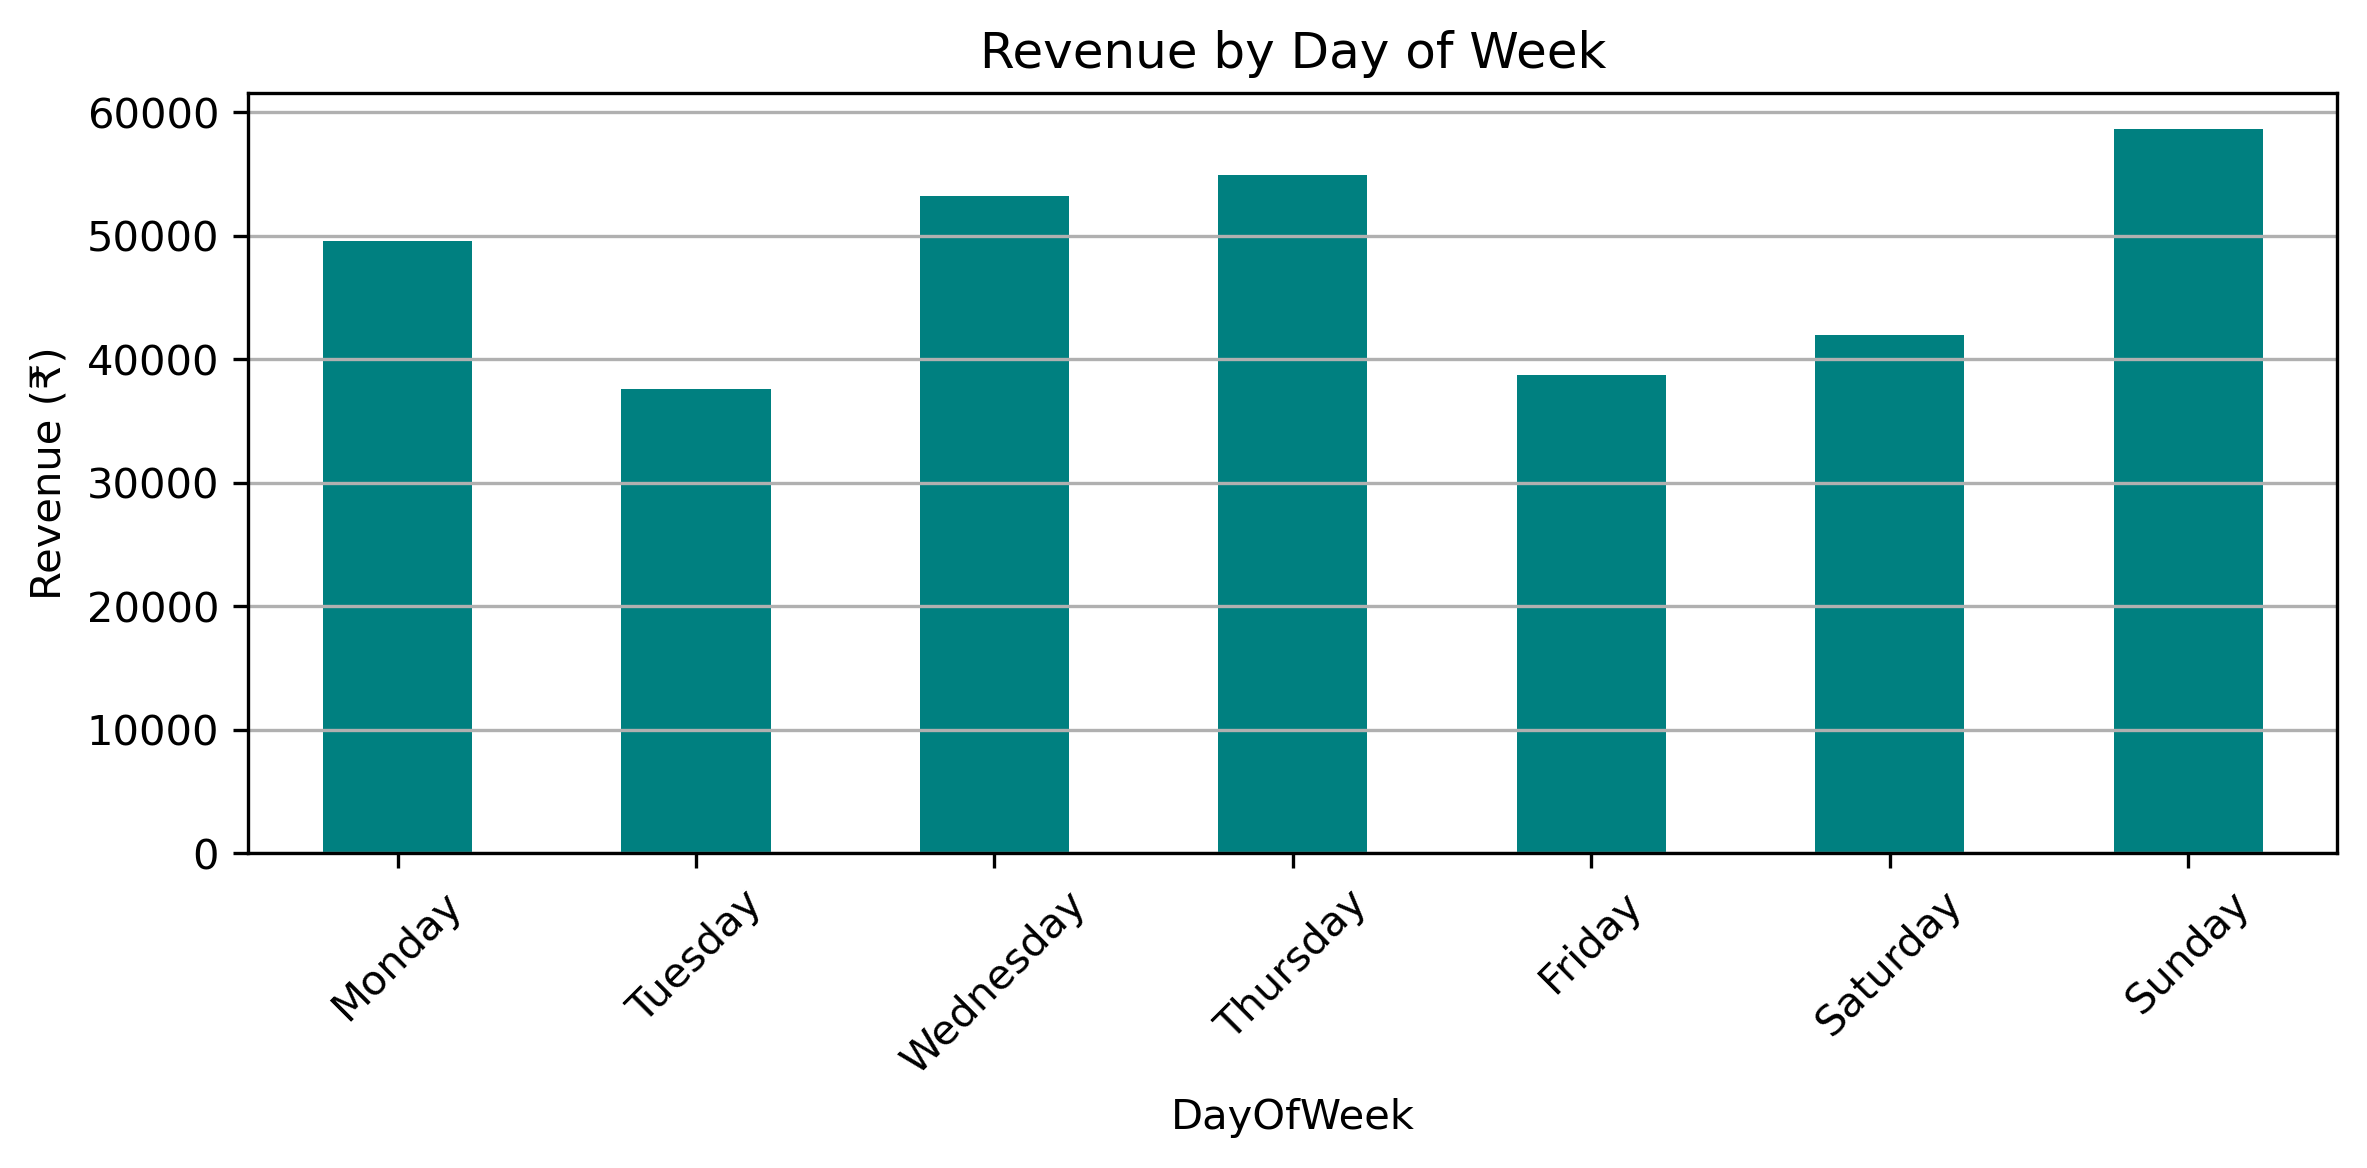 Revenue by Day of Week
Revenue (₹)
60000
50000
40000
30000
20000
10000
0
Monday
Tuesday
Wednesday
Thursday
Friday
Saturday
Sunday
DayOfWeek